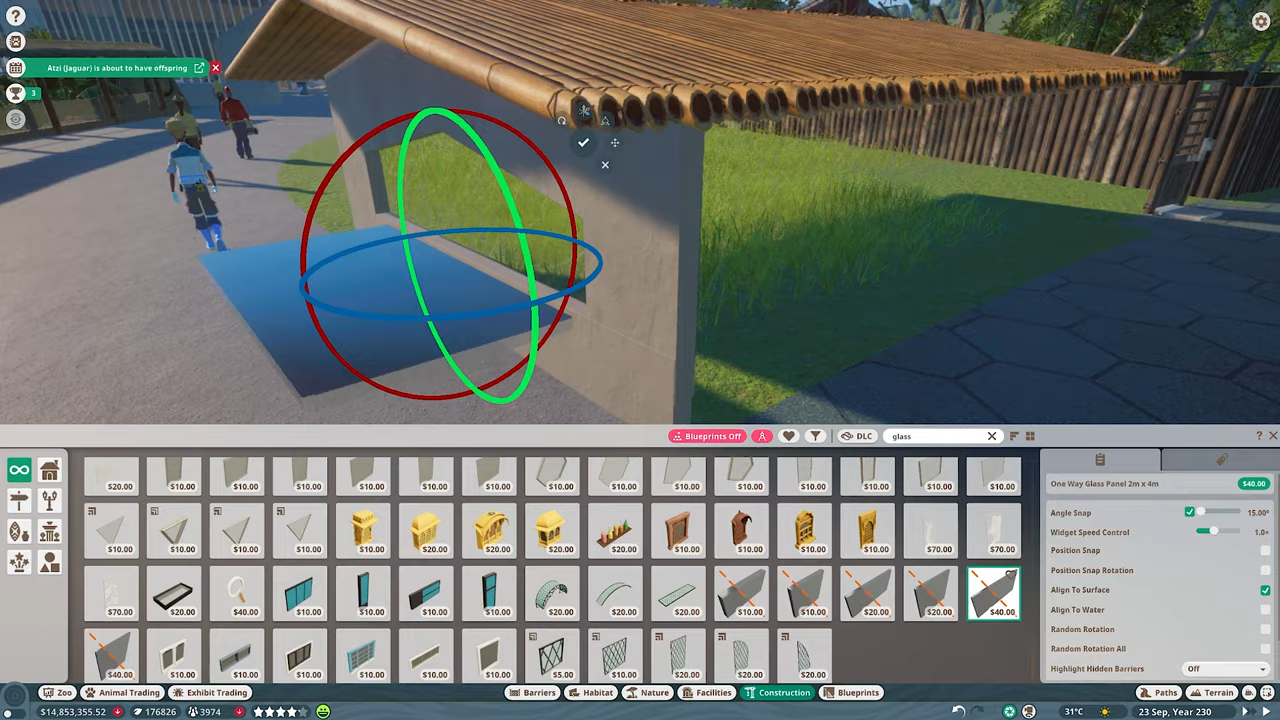 ?
Atzi (Jaguar) is about to have offspring
3
Blueprints Off
DLC
glass
?
$20.00 $10.00 $10.00 $10.00 $10.00 $10.00 $10.00 $10.00 $10.00 $10.00 $10.00 $10.00 $10.00 $10.00 $10.00
$10.00 $10.00 $10.00 $10.00 $10.00 $20.00 $20.00 $20.00 $20.00 $10.00 $10.00 $10.00 $10.00 $70.00 $70.00
$70.00 $20.00 $40.00 $10.00 $10.00 $10.00 $10.00 $20.00 $20.00 $20.00 $10.00 $10.00 $20.00 $20.00 $40.00
$40.00 $10.00 $10.00 $10.00 $10.00 $10.00 $10.00 $5.00 $10.00 $10.00 $10.00 $10.00
One Way Glass Panel 2m x 4m $40.00
Angle Snap 15.00º
Widget Speed Control 1.0×
Position Snap
Position Snap Rotation
Align To Surface
Align To Water
Random Rotation
Random Rotation All
Highlight Hidden Barriers Off
Zoo Animal Trading Exhibit Trading Barriers Habitat Nature Facilities Construction Blueprints Paths Terrain
$14,853,355.52 176826 3974 31°C 23 Sep, Year 230